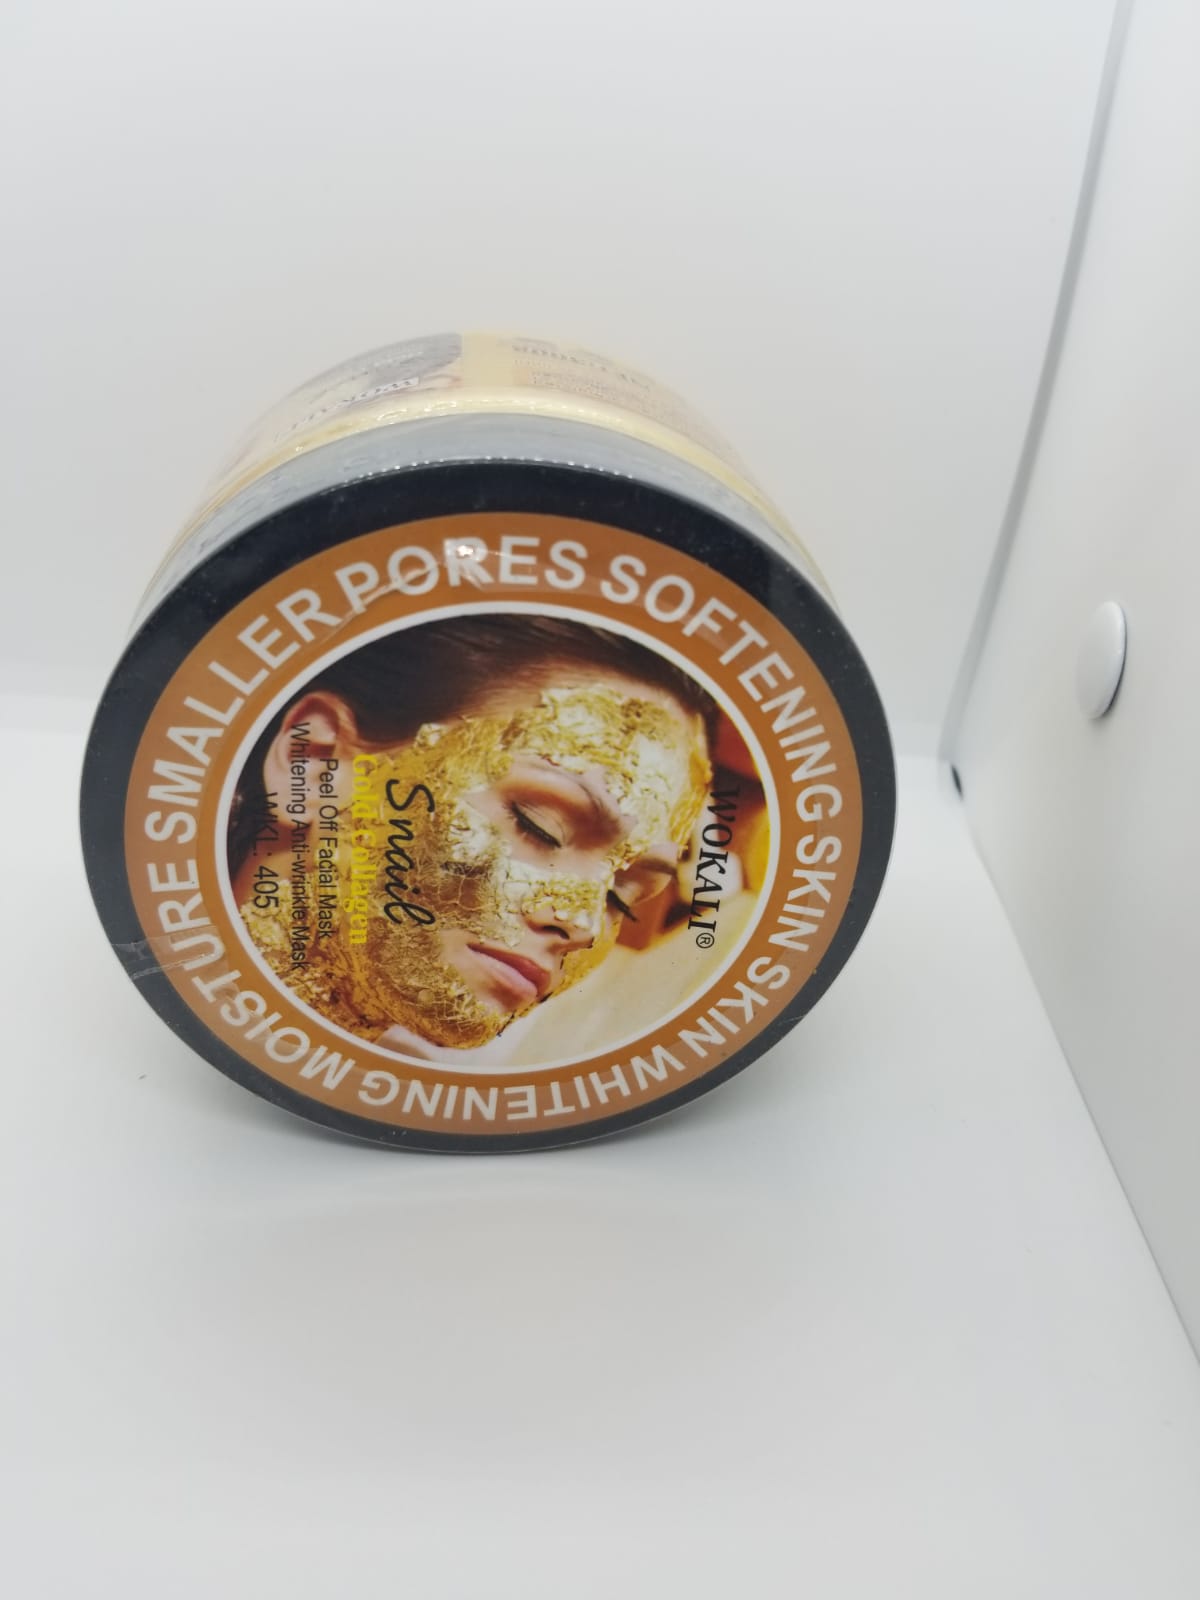 SMALLER PORES SOFTENING SKIN SKIN WHITENING MOISTURE
WOKALI®
Snail
Gold Collagen
Peel Off Facial Mask
Whitening Anti-wrinkle Mask
WKL: 405